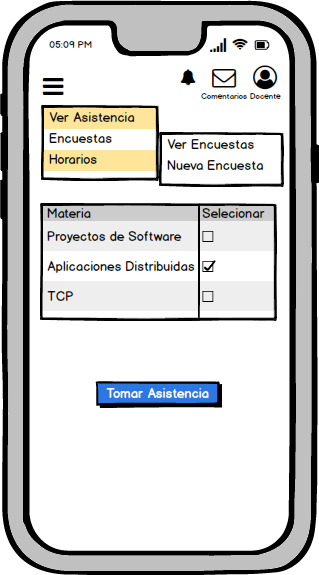 05:09 PM
Comentarios Docente
Ver Asistencia
Encuestas
Horarios
Ver Encuestas
Nueva Encuesta
Materia Selecionar
Proyectos de Software
Aplicaciones Distribuidas
TCP
Tomar Asistencia